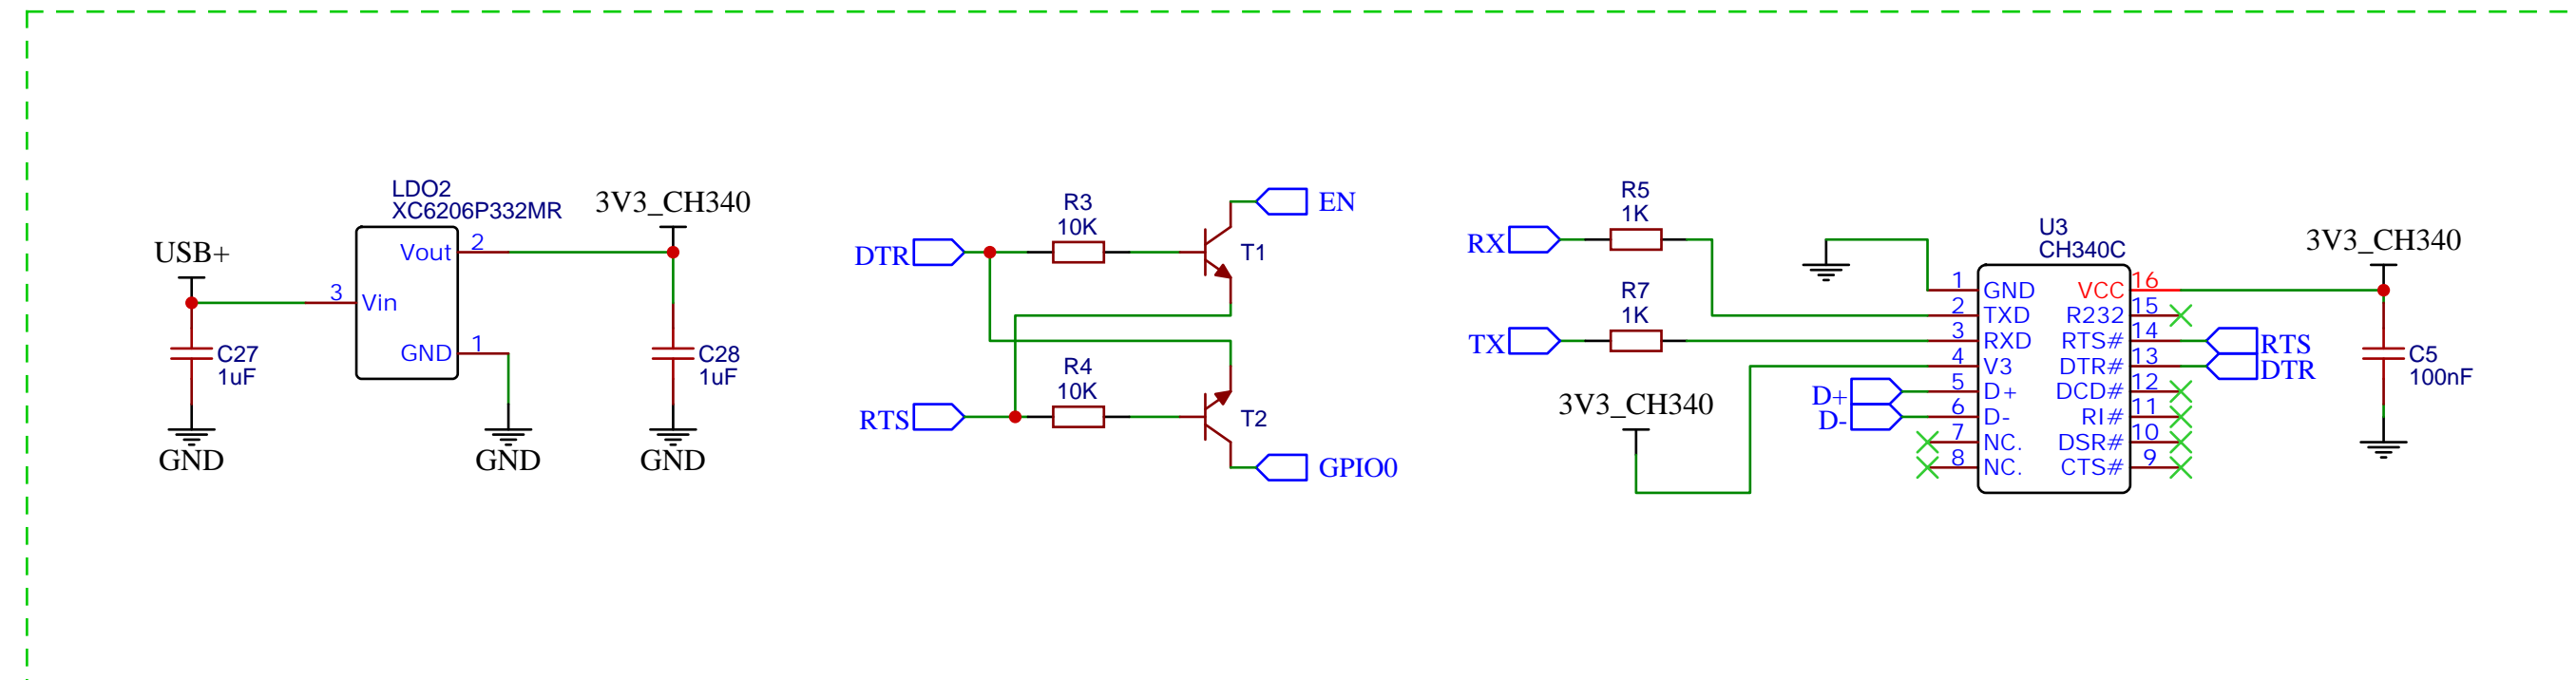 LDO2
XC6206P332MR
3V3_CH340
USB+
Vout
2
3
Vin
GND
1
C27
1uF
C28
1uF
GND
GND
GND
R3
10K
EN
DTR
T1
R4
10K
RTS
T2
GPIO0
R5
1K
RX
R7
1K
TX
3V3_CH340
D+
D-
U3
CH340C
1 GND VCC 16
2 TXD R232 15
3 RXD RTS# 14
4 V3 DTR# 13
5 D+ DCD# 12
6 D- RI# 11
7 NC. DSR# 10
8 NC. CTS# 9
RTS
DTR
3V3_CH340
C5
100nF